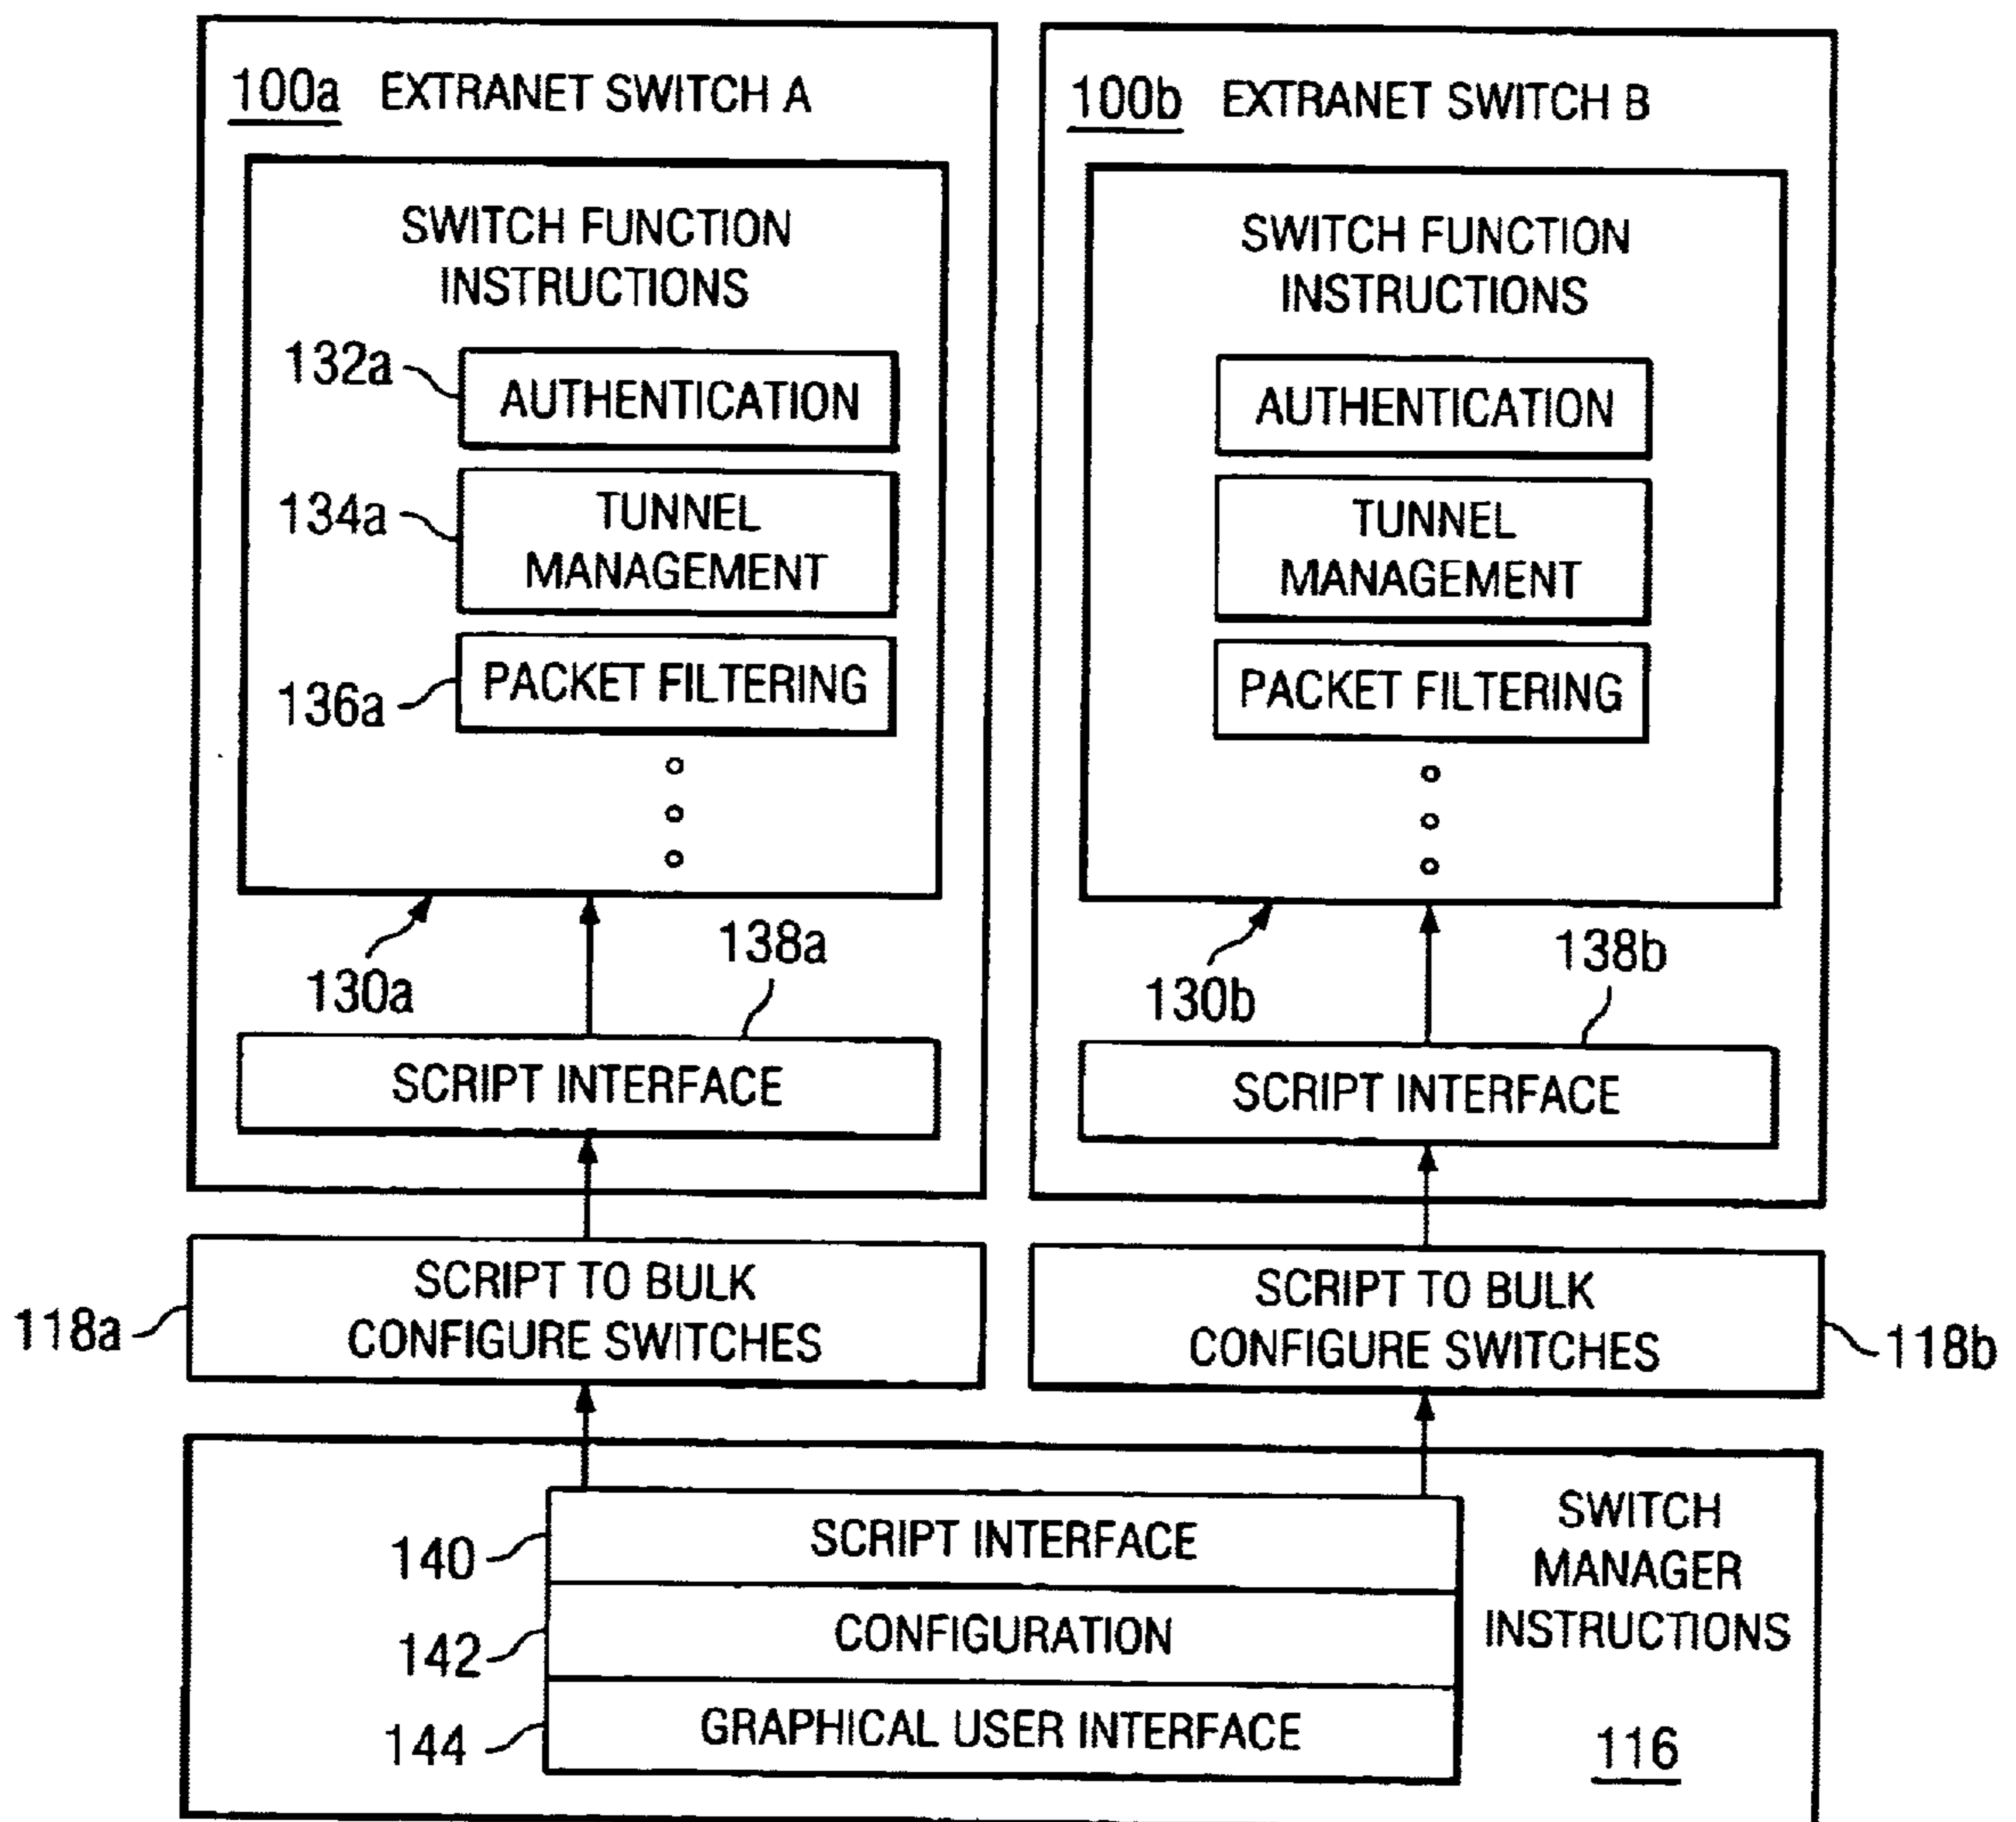 100a EXTRANET SWITCH A
SWITCH FUNCTION
INSTRUCTIONS
132a
AUTHENTICATION
134a
TUNNEL
MANAGEMENT
136a
PACKET FILTERING
130a
138a
SCRIPT INTERFACE
100b EXTRANET SWITCH B
SWITCH FUNCTION
INSTRUCTIONS
AUTHENTICATION
TUNNEL
MANAGEMENT
PACKET FILTERING
130b
138b
SCRIPT INTERFACE
118a
SCRIPT TO BULK
CONFIGURE SWITCHES
SCRIPT TO BULK
CONFIGURE SWITCHES
118b
140
SCRIPT INTERFACE
142
CONFIGURATION
144
GRAPHICAL USER INTERFACE
SWITCH
MANAGER
INSTRUCTIONS
116